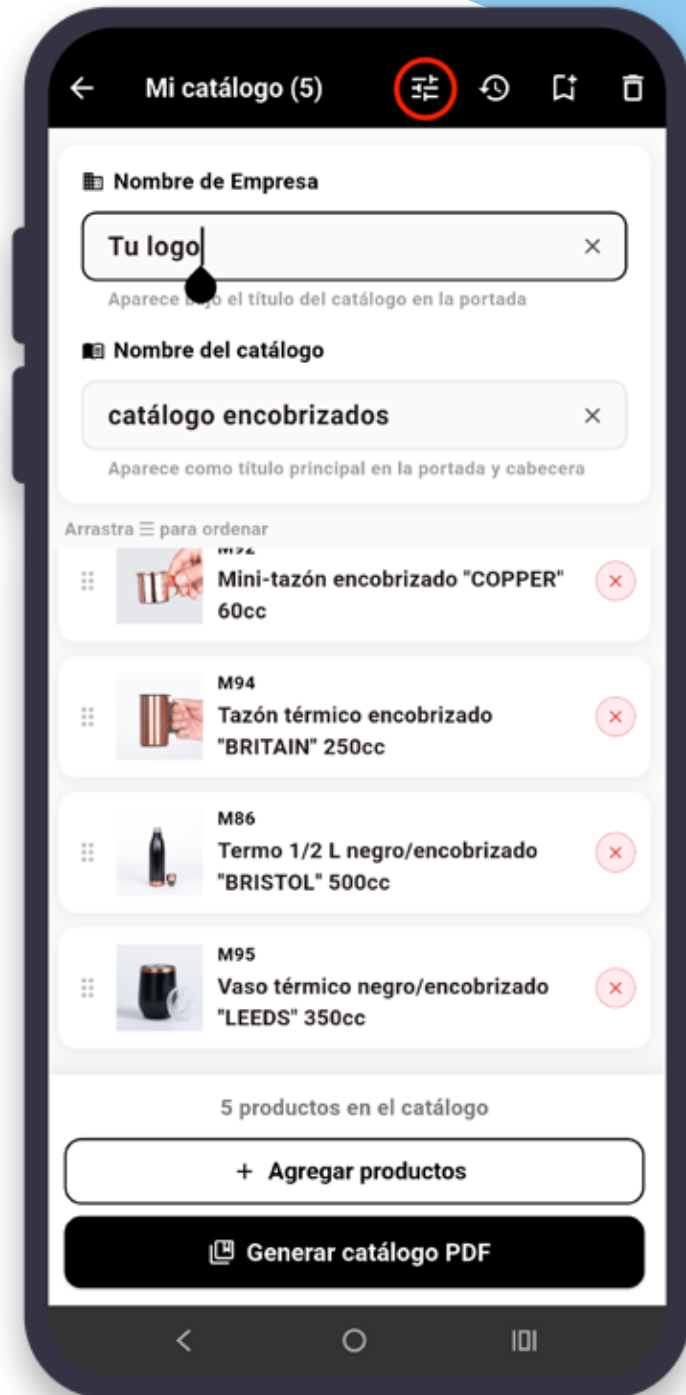 Mi catálogo (5)
Nombre de Empresa
Tu logo
Aparece bajo el título del catálogo en la portada
Nombre del catálogo
catálogo encobrizados
Aparece como título principal en la portada y cabecera
Arrastra ☰ para ordenar
M92
Mini-tazón encobrizado "COPPER"
60cc
M94
Tazón térmico encobrizado
"BRITAIN" 250cc
M86
Termo 1/2 L negro/encobrizado
"BRISTOL" 500cc
M95
Vaso térmico negro/encobrizado
"LEEDS" 350cc
5 productos en el catálogo
+ Agregar productos
Generar catálogo PDF